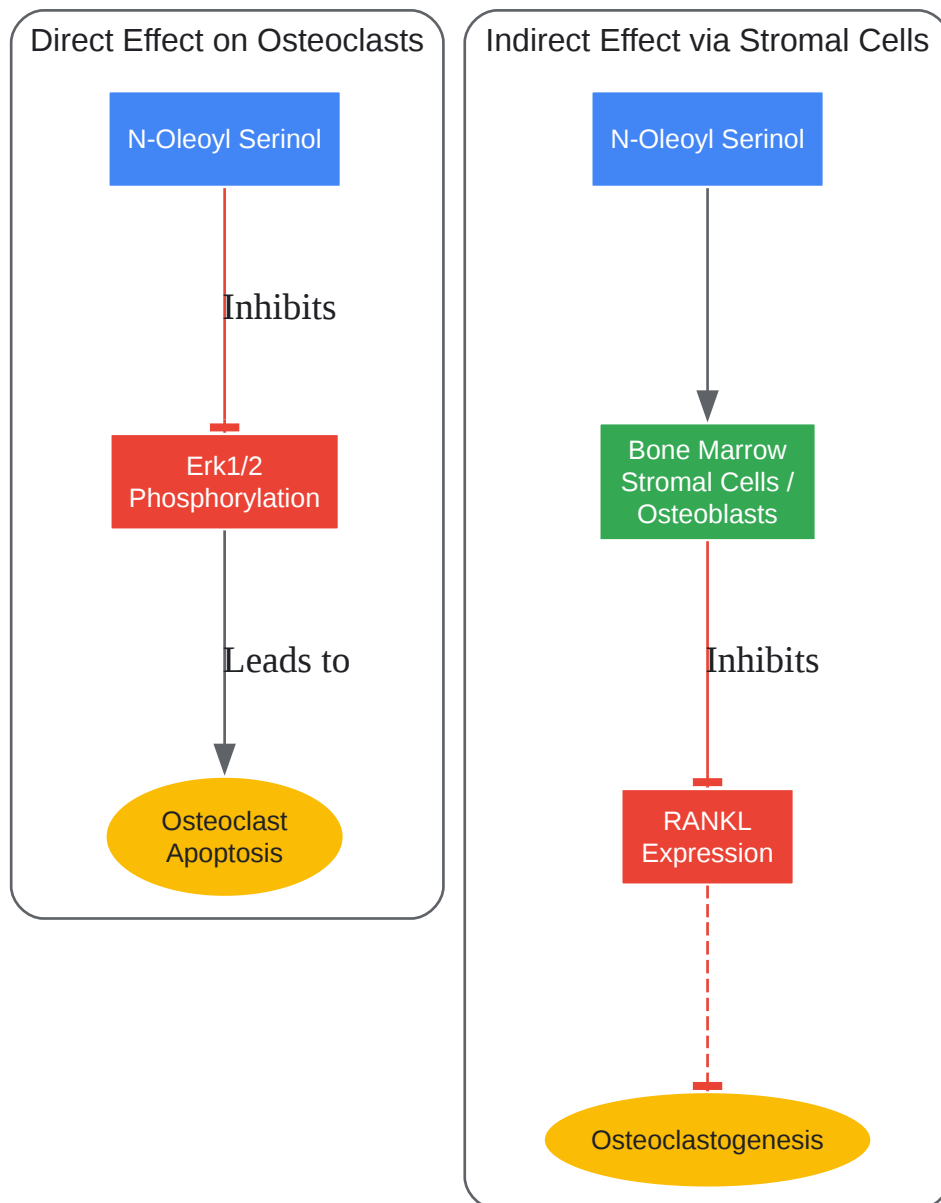 Direct Effect on Osteoclasts
N-Oleoyl Serinol
Inhibits
Erk1/2
Phosphorylation
Leads to
Osteoclast
Apoptosis
Indirect Effect via Stromal Cells
N-Oleoyl Serinol
Bone Marrow
Stromal Cells /
Osteoblasts
Inhibits
RANKL
Expression
Osteoclastogenesis